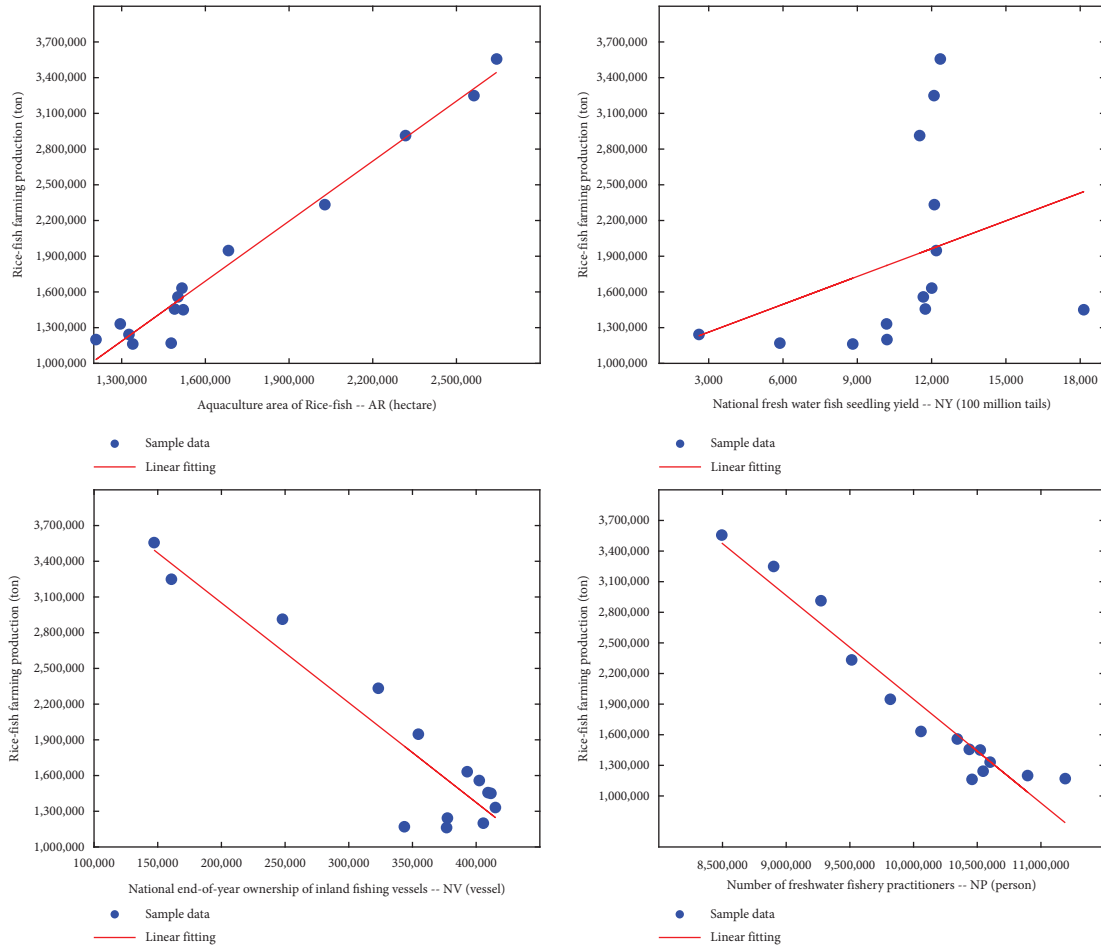 Rice-fish farming production (ton)
3,700,000
3,400,000
3,100,000
2,800,000
2,500,000
2,200,000
1,900,000
1,600,000
1,300,000
1,000,000
1,300,000 1,600,000 1,900,000 2,200,000 2,500,000
Aquaculture area of Rice-fish -- AR (hectare)
Sample data
Linear fitting
Rice-fish farming production (ton)
3,700,000
3,400,000
3,100,000
2,800,000
2,500,000
2,200,000
1,900,000
1,600,000
1,300,000
1,000,000
3,000 6,000 9,000 12,000 15,000 18,000
National fresh water fish seedling yield -- NY (100 million tails)
Sample data
Linear fitting
Rice-fish farming production (ton)
3,700,000
3,400,000
3,100,000
2,800,000
2,500,000
2,200,000
1,900,000
1,600,000
1,300,000
1,000,000
100,000 150,000 200,000 250,000 300,000 350,000 400,000
National end-of-year ownership of inland fishing vessels -- NV (vessel)
Sample data
Linear fitting
Rice-fish farming production (ton)
3,700,000
3,400,000
3,100,000
2,800,000
2,500,000
2,200,000
1,900,000
1,600,000
1,300,000
1,000,000
8,500,000 9,000,000 9,500,000 10,000,000 10,500,000 11,000,000
Number of freshwater fishery practitioners -- NP (person)
Sample data
Linear fitting